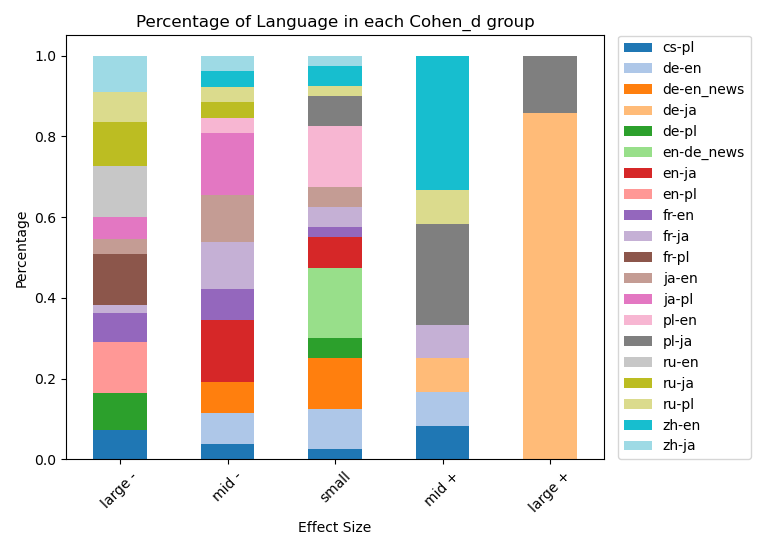 Percentage of Language in each Cohen_d group
1.0
0.8
0.6
0.4
0.2
0.0
Percentage
large -
mid -
small
mid +
large +
Effect Size
cs-pl
de-en
de-en_news
de-ja
de-pl
en-de_news
en-ja
en-pl
fr-en
fr-ja
fr-pl
ja-en
ja-pl
pl-en
pl-ja
ru-en
ru-ja
ru-pl
zh-en
zh-ja